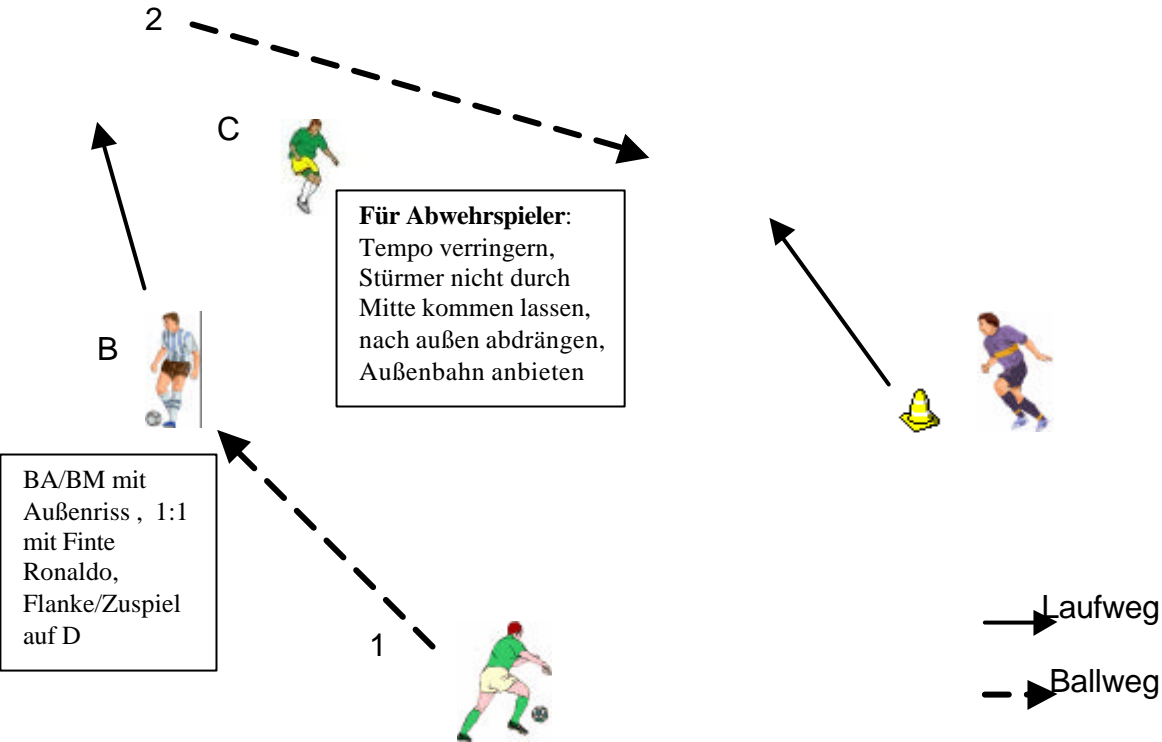 2
C
Für Abwehrspieler:
Tempo verringern,
Stürmer nicht durch
Mitte kommen lassen,
nach außen abdrängen,
Außenbahn anbieten
B
BA/BM mit
Außenriss , 1:1
mit Finte
Ronaldo,
Flanke/Zuspiel
auf D
1
Laufweg
Ballweg